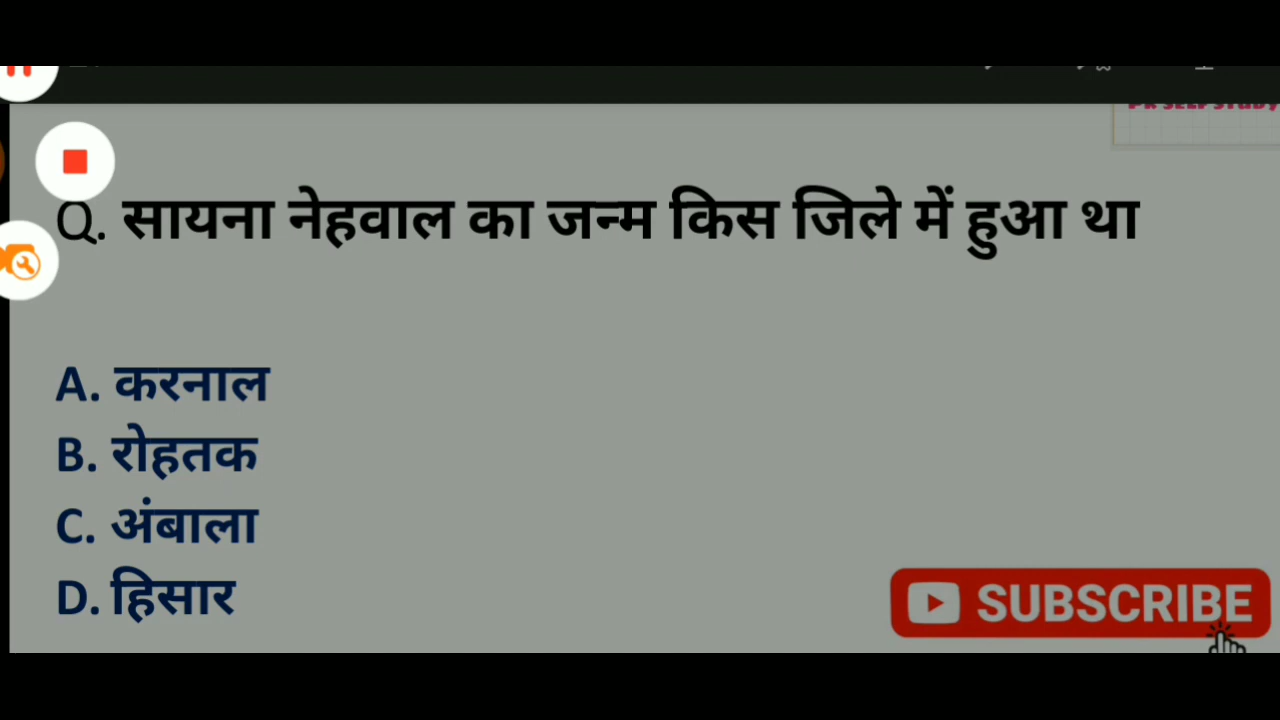 Q. सायना नेहवाल का जन्म किस जिले में हुआ था
A. करनाल
B. रोहतक
C. अंबाला
D. हिसार
SUBSCRIBE